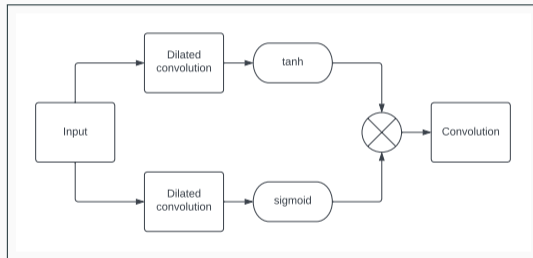 Dilated
convolution
tanh
Input
Convolution
Dilated
convolution
sigmoid